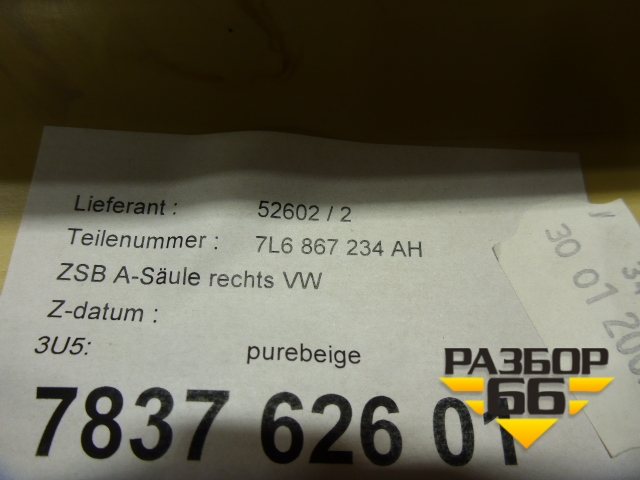 Lieferant : 52602 / 2
Teilenummer : 7L6 867 234 AH
ZSB A-Säule rechts VW
Z-datum :
3U5: purebeige
7837 626 01
30 01 200
РАЗБОР
66